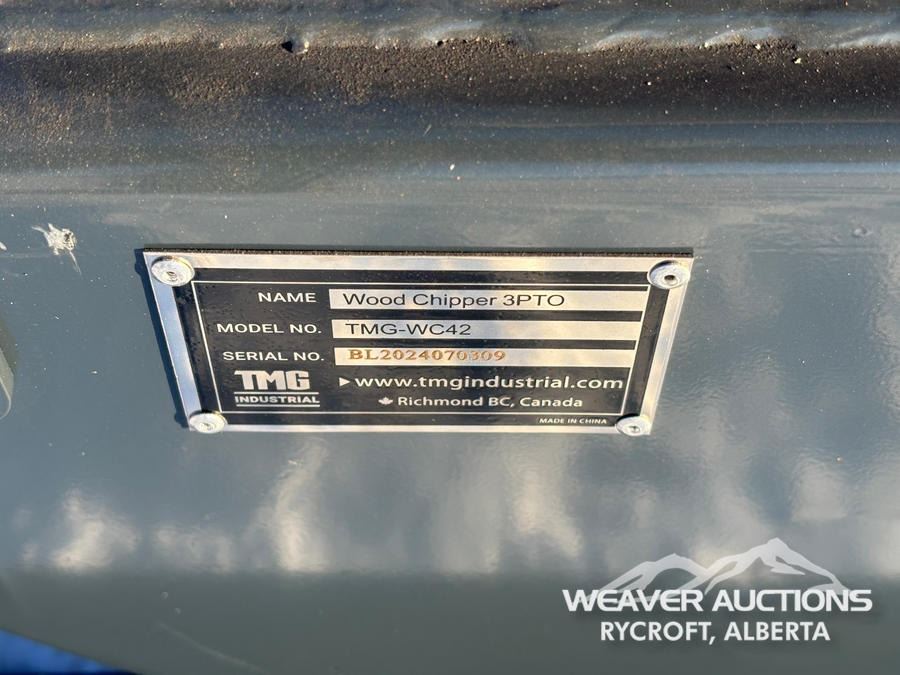 NAME Wood Chipper 3PTO
MODEL NO. TMG-WC42
SERIAL NO. BL2024070309
TMG
INDUSTRIAL
www.tmgindustrial.com
Richmond BC, Canada
MADE IN CHINA
WEAVER AUCTIONS
RYCROFT, ALBERTA